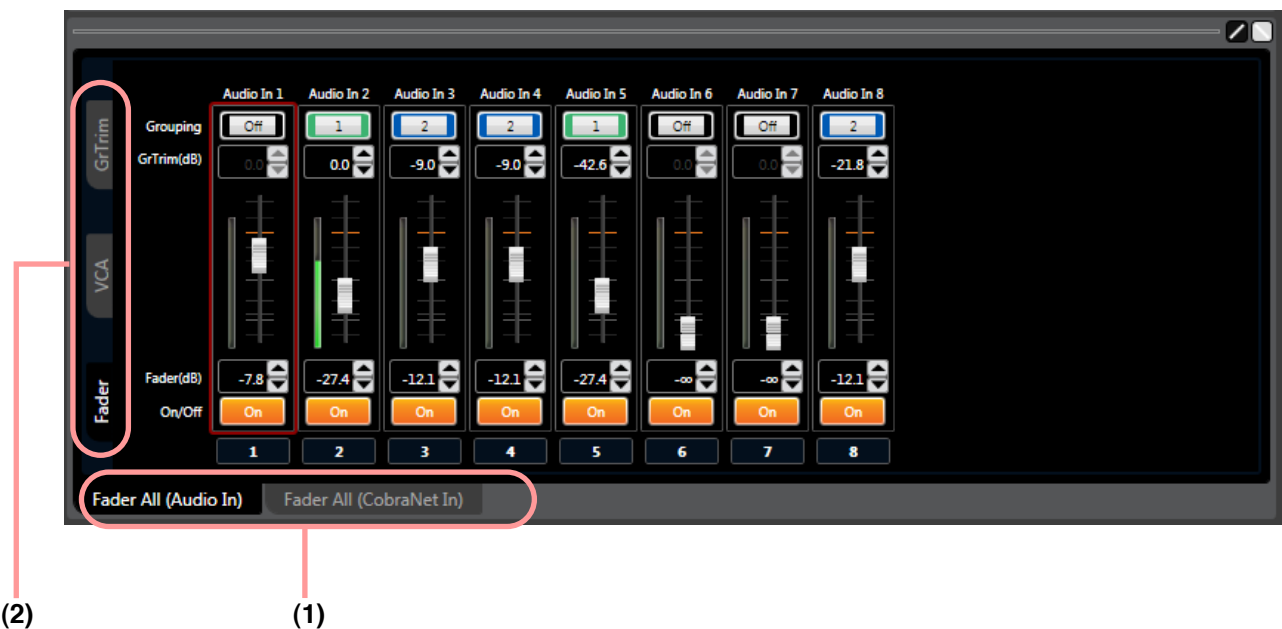 Audio In 1 Audio In 2 Audio In 3 Audio In 4 Audio In 5 Audio In 6 Audio In 7 Audio In 8
Grouping Off 1 2 2 1 Off Off 2
GrTrim(dB) 0.0 0.0 -9.0 -9.0 -42.6 0.0 0.0 -21.8
GrTrim
VCA
Fader
Fader(dB) -7.8 -27.4 -12.1 -12.1 -27.4 -∞ -∞ -12.1
On/Off On On On On On On On On
1 2 3 4 5 6 7 8
Fader All (Audio In) Fader All (CobraNet In)
(2) (1)